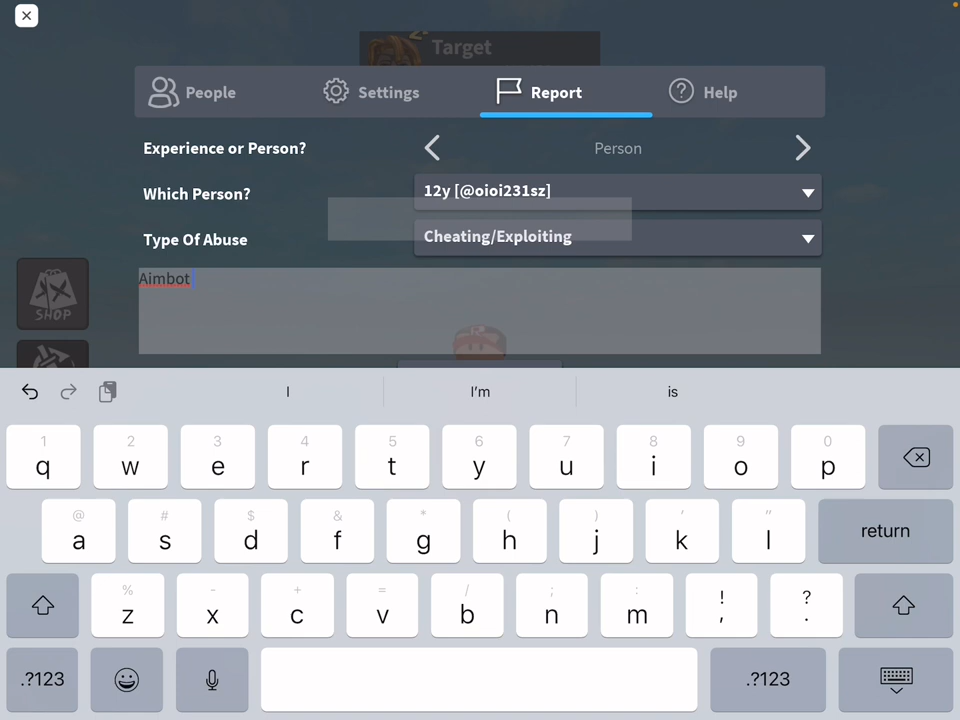 Target
People
Settings
Report
Help
Experience or Person?
Person
Which Person?
12y [@oioi231sz]
Type Of Abuse
Cheating/Exploiting
Aimbot
SHOP
I
I'm
is
1 2 3 4 5 6 7 8 9 0
q w e r t y u i o p
@ # $ & * ( ) ' "
a s d f g h j k l return
% - + = / ; : ! ?
z x c v b n m , .
.?123 .?123